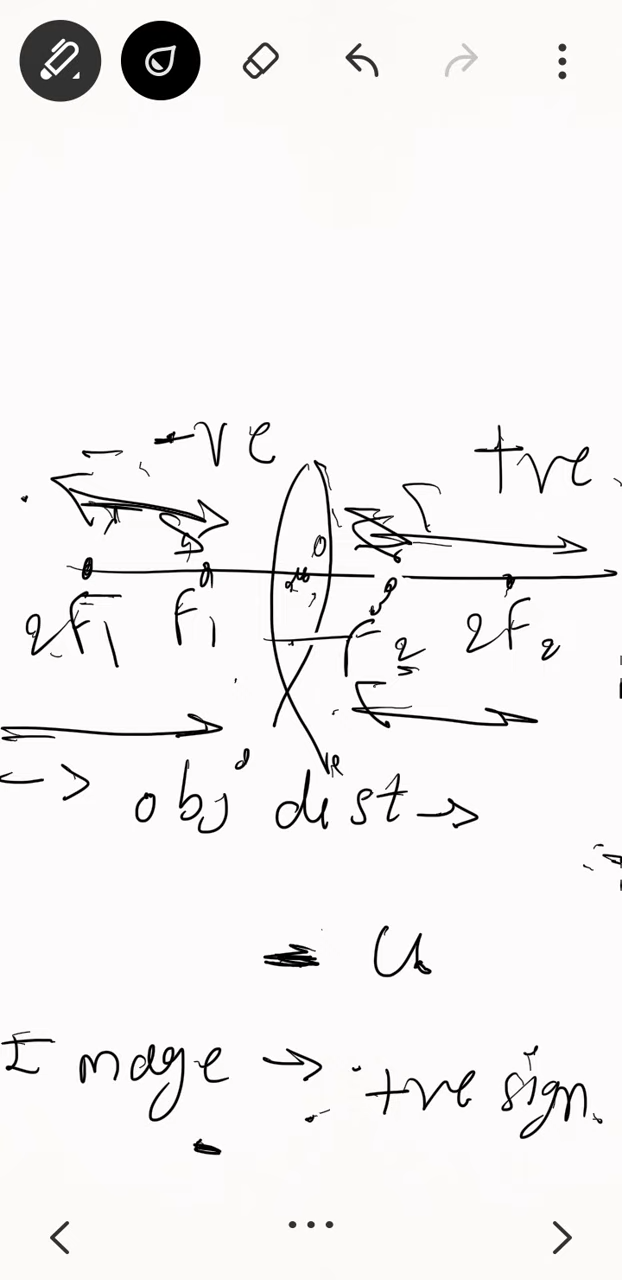 -ve +ve
O
2F1 F1 F2 2F2
obj dist →
- u
Image → +ve sign.